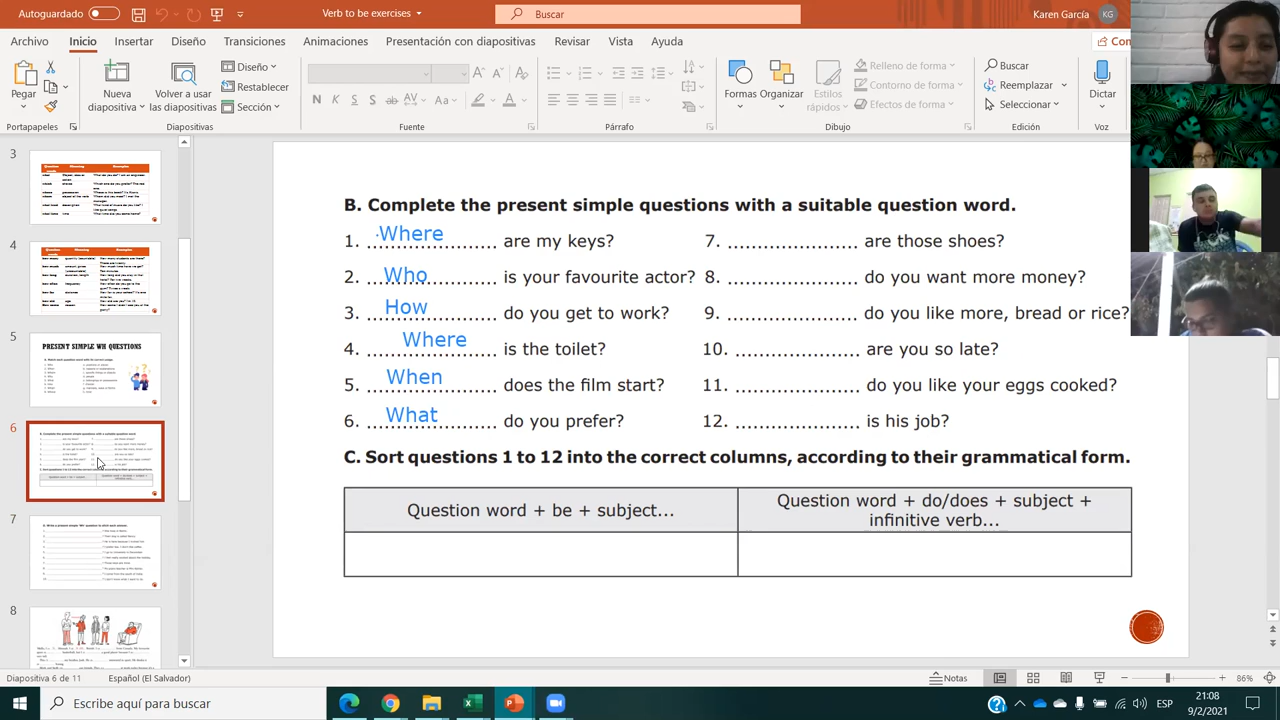 Autoguardado
Verb to be exercises
Buscar
Karen García
KG
Archivo Inicio Insertar Diseño Transiciones Animaciones Presentación con diapositivas Revisar Vista Ayuda
Pegar
Nueva diapositiva
Volver a usar las diapositivas
Diseño
Restablecer
Sección
Formas
Organizar
Estilos rápidos
Relleno de forma
Contorno de forma
Efectos de forma
Buscar
Reemplazar
Seleccionar
Dictar
Portapapeles Diapositivas Fuente Párrafo Dibujo Edición Voz
3
4
5
PRESENT SIMPLE WH QUESTIONS
6
7
8
B. Complete the present simple questions with a suitable question word.
1. Where are my keys?
2. Who is your favourite actor?
3. How do you get to work?
4. Where is the toilet?
5. When does the film start?
6. What do you prefer?
7. ..................... are those shoes?
8. ..................... do you want more money?
9. ..................... do you like more, bread or rice?
10. .................... are you so late?
11. .................... do you like your eggs cooked?
12. .................... is his job?
C. Sort questions 1 to 12 into the correct columns, according to their grammatical form.
Question word + be + subject...
Question word + do/does + subject + infinitive verb...
Diapositiva 6 de 11
Español (El Salvador)
Notas
86%
Escribe aquí para buscar
ESP
21:08
9/2/2021